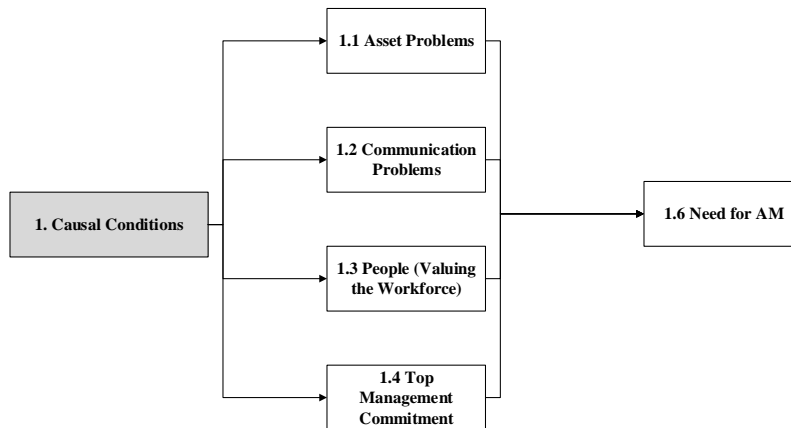 1.1 Asset Problems
1.2 Communication
Problems
1. Causal Conditions
1.6 Need for AM
1.3 People (Valuing
the Workforce)
1.4 Top
Management
Commitment